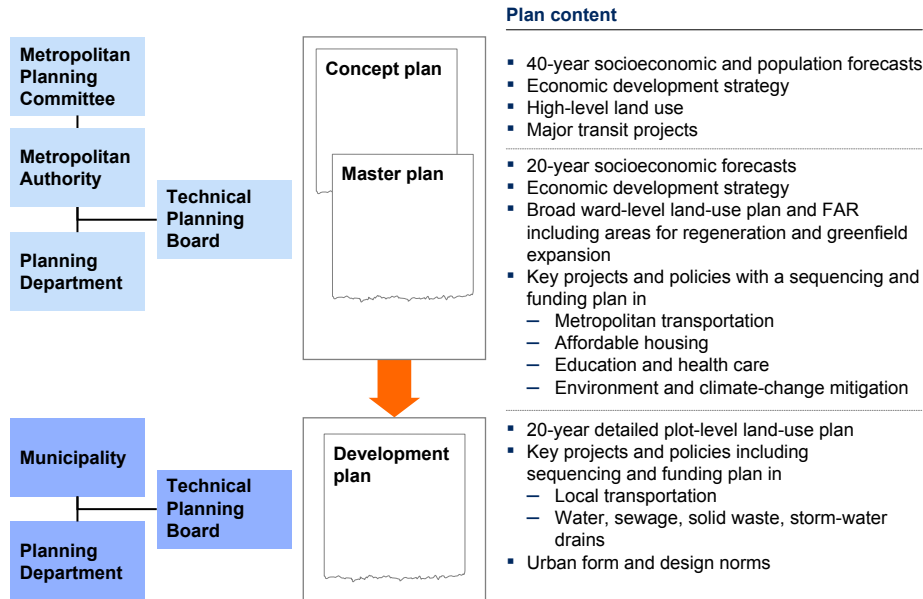 Plan content
Metropolitan
Planning
Committee
Metropolitan
Authority
Technical
Planning
Board
Planning
Department
Concept plan
Master plan
▪ 40-year socioeconomic and population forecasts
▪ Economic development strategy
▪ High-level land use
▪ Major transit projects
▪ 20-year socioeconomic forecasts
▪ Economic development strategy
▪ Broad ward-level land-use plan and FAR
including areas for regeneration and greenfield
expansion
▪ Key projects and policies with a sequencing and
funding plan in
– Metropolitan transportation
– Affordable housing
– Education and health care
– Environment and climate-change mitigation
Municipality
Technical
Planning
Board
Planning
Department
Development
plan
▪ 20-year detailed plot-level land-use plan
▪ Key projects and policies including
sequencing and funding plan in
– Local transportation
– Water, sewage, solid waste, storm-water
drains
▪ Urban form and design norms